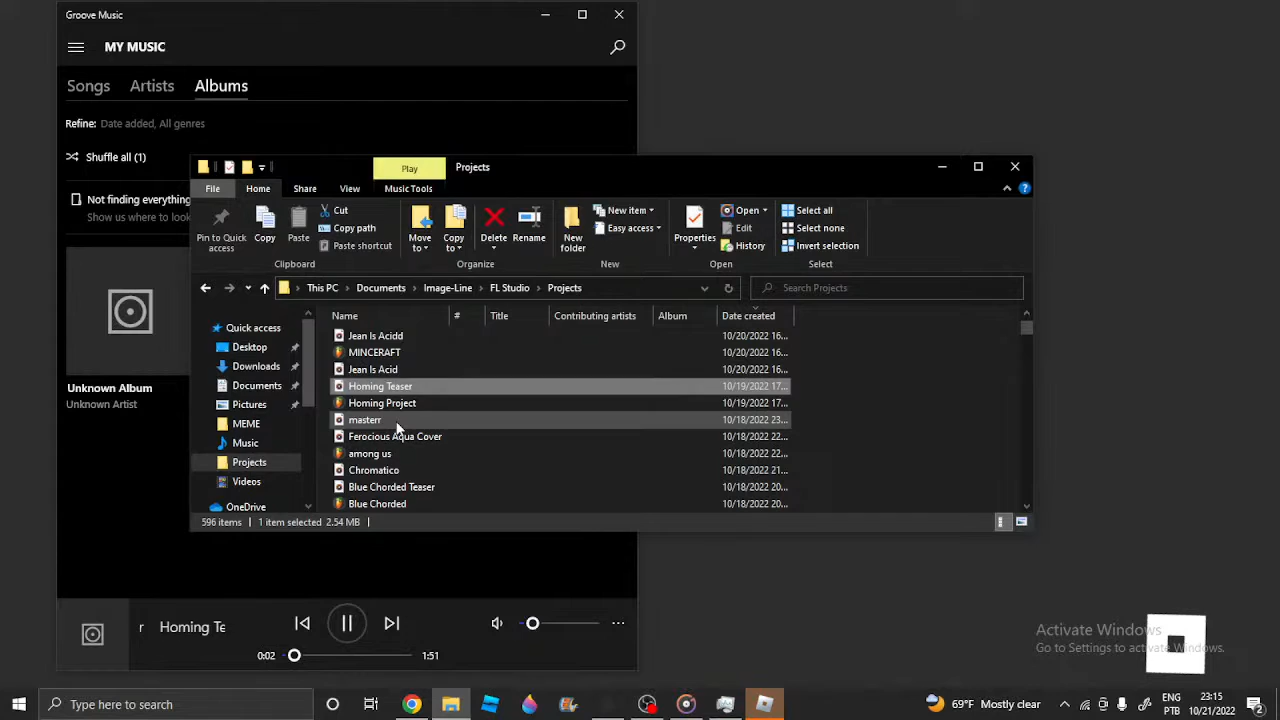 Groove Music
MY MUSIC
Songs Artists Albums
Refine: Date added, All genres
Shuffle all (1)
Not finding everything
Show us where to look
Unknown Album
Unknown Artist
Play Projects
File Home Share View Music Tools
Pin to Quick access
Copy
Paste
Cut
Copy path
Paste shortcut
Clipboard
Move to
Copy to
Delete
Rename
Organize
New folder
New item
Easy access
New
Properties
Open
Edit
History
Open
Select all
Select none
Invert selection
Select
This PC Documents Image-Line FL Studio Projects
Search Projects
Quick access
Desktop
Downloads
Documents
Pictures
MEME
Music
Projects
Videos
OneDrive
Name # Title Contributing artists Album Date created
Jean Is Acidd 10/20/2022 16...
MINCERAFT 10/20/2022 16...
Jean Is Acid 10/20/2022 16...
Homing Teaser 10/19/2022 17...
Homing Project 10/19/2022 17...
masterr 10/18/2022 23...
Ferocious Aqua Cover 10/18/2022 22...
among us 10/18/2022 22...
Chromatico 10/18/2022 21...
Blue Chorded Teaser 10/18/2022 20...
Blue Chorded 10/18/2022 20...
596 items 1 item selected 2.54 MB
r Homing Te
0:02 1:51
Activate Windows
Go to Settings to activate Windows.
Type here to search
69°F Mostly clear
ENG
PTB
23:15
10/21/2022
2